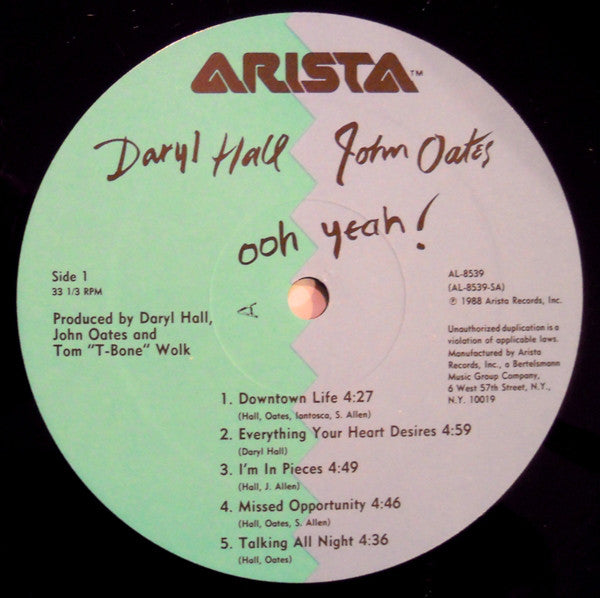 ARISTA™
Daryl Hall John Oates
ooh yeah!
Side 1
33 1/3 RPM
Produced by Daryl Hall,
John Oates and
Tom "T-Bone" Wolk
A
AL-8539
(AL-8539-SA)
℗ 1988 Arista Records, Inc.
Unauthorized duplication is a
violation of applicable laws.
Manufactured by Arista
Records, Inc., a Bertelsmann
Music Group Company,
6 West 57th Street, N.Y.,
N.Y. 10019
1. Downtown Life 4:27
(Hall, Oates, Iantosca, S. Allen)
2. Everything Your Heart Desires 4:59
(Daryl Hall)
3. I'm In Pieces 4:49
(Hall, J. Allen)
4. Missed Opportunity 4:46
(Hall, Oates, S. Allen)
5. Talking All Night 4:36
(Hall, Oates)